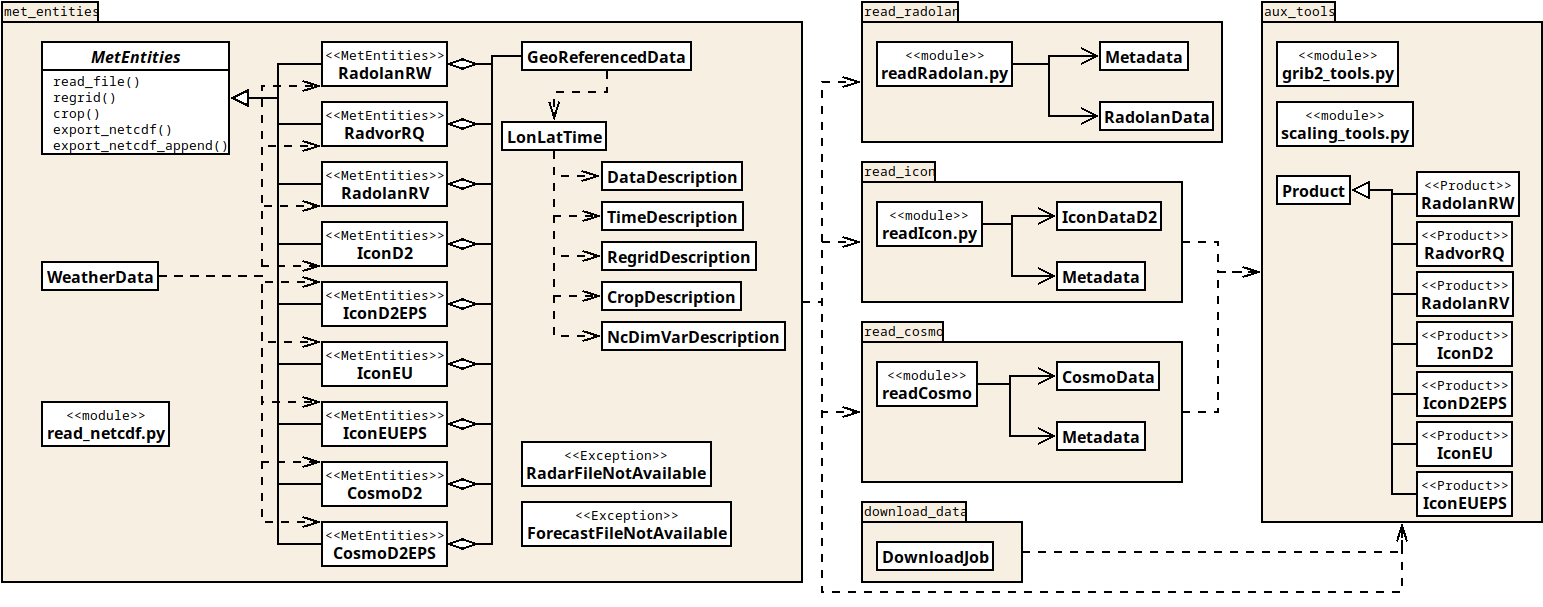 met_entities
MetEntities
read_file()
regrid()
crop()
export_netcdf()
export_netcdf_append()
WeatherData
<<module>>
read_netcdf.py
<<MetEntities>>
RadolanRW
<<MetEntities>>
RadvorRQ
<<MetEntities>>
RadolanRV
<<MetEntities>>
IconD2
<<MetEntities>>
IconD2EPS
<<MetEntities>>
IconEU
<<MetEntities>>
IconEUEPS
<<MetEntities>>
CosmoD2
<<MetEntities>>
CosmoD2EPS
GeoReferencedData
LonLatTime
DataDescription
TimeDescription
RegridDescription
CropDescription
NcDimVarDescription
<<Exception>>
RadarFileNotAvailable
<<Exception>>
ForecastFileNotAvailable
read_radolan
<<module>>
readRadolan.py
Metadata
RadolanData
read_icon
<<module>>
readIcon.py
IconDataD2
Metadata
read_cosmo
<<module>>
readCosmo
CosmoData
Metadata
download_data
DownloadJob
aux_tools
<<module>>
grib2_tools.py
<<module>>
scaling_tools.py
Product
<<Product>>
RadolanRW
<<Product>>
RadvorRQ
<<Product>>
RadolanRV
<<Product>>
IconD2
<<Product>>
IconD2EPS
<<Product>>
IconEU
<<Product>>
IconEUEPS